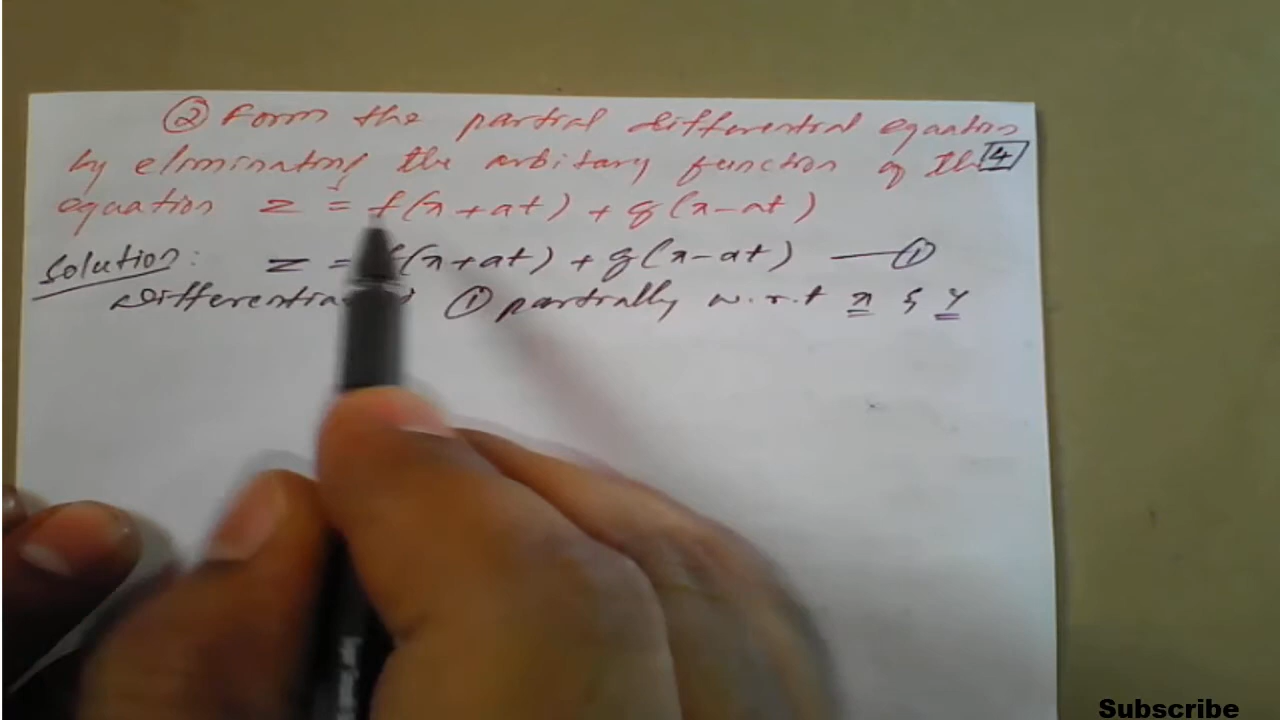 ② Form the partial differential equation
by eliminating the arbitary function of the
4
equation z = f(x+at) + g(x-at)
Solution: z = f(x+at) + g(x-at) — ①
① partially w.r.t x & y
Subscribe